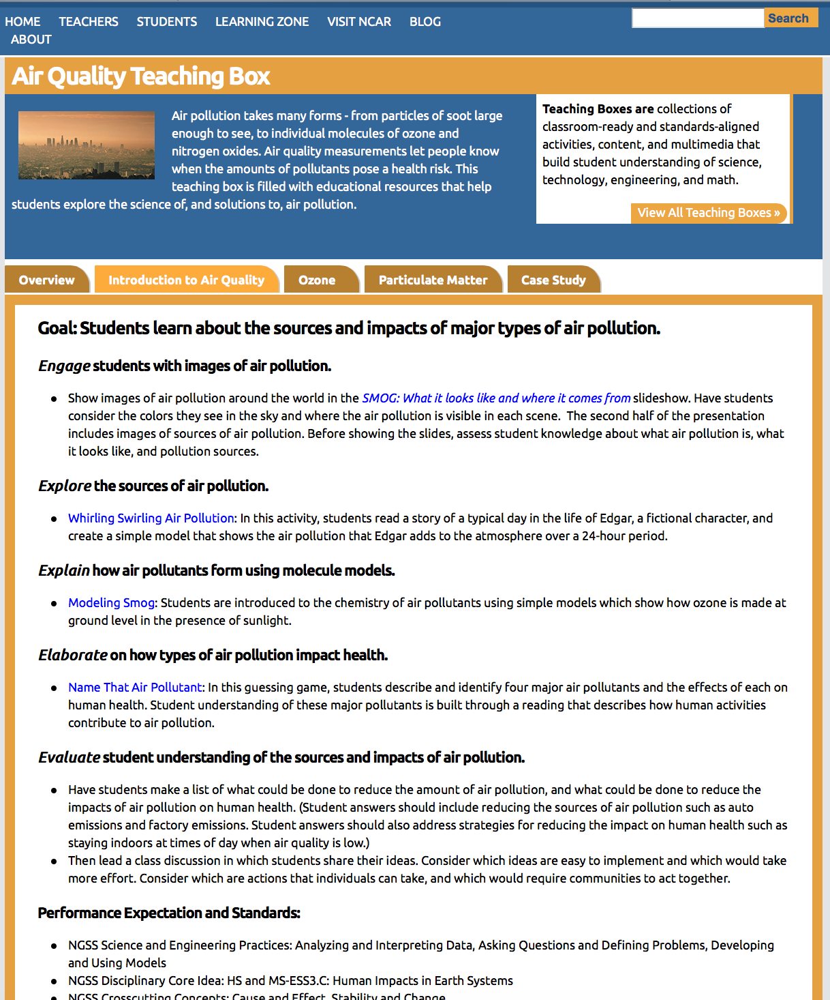 HOME TEACHERS STUDENTS LEARNING ZONE VISIT NCAR BLOG
ABOUT
Search
Air Quality Teaching Box
Air pollution takes many forms - from particles of soot large
enough to see, to individual molecules of ozone and
nitrogen oxides. Air quality measurements let people know
when the amounts of pollutants pose a health risk. This
teaching box is filled with educational resources that help
students explore the science of, and solutions to, air pollution.
Teaching Boxes are collections of
classroom-ready and standards-aligned
activities, content, and multimedia that
build student understanding of science,
technology, engineering, and math.
View All Teaching Boxes »
Overview
Introduction to Air Quality
Ozone
Particulate Matter
Case Study
Goal: Students learn about the sources and impacts of major types of air pollution.
Engage students with images of air pollution.
• Show images of air pollution around the world in the SMOG: What it looks like and where it comes from slideshow. Have students
consider the colors they see in the sky and where the air pollution is visible in each scene.  The second half of the presentation
includes images of sources of air pollution. Before showing the slides, assess student knowledge about what air pollution is, what
it looks like, and pollution sources.
Explore the sources of air pollution.
• Whirling Swirling Air Pollution: In this activity, students read a story of a typical day in the life of Edgar, a fictional character, and
create a simple model that shows the air pollution that Edgar adds to the atmosphere over a 24-hour period.
Explain how air pollutants form using molecule models.
• Modeling Smog: Students are introduced to the chemistry of air pollutants using simple models which show how ozone is made at
ground level in the presence of sunlight.
Elaborate on how types of air pollution impact health.
• Name That Air Pollutant: In this guessing game, students describe and identify four major air pollutants and the effects of each on
human health. Student understanding of these major pollutants is built through a reading that describes how human activities
contribute to air pollution.
Evaluate student understanding of the sources and impacts of air pollution.
• Have students make a list of what could be done to reduce the amount of air pollution, and what could be done to reduce the
impacts of air pollution on human health. (Student answers should include reducing the sources of air pollution such as auto
emissions and factory emissions. Student answers should also address strategies for reducing the impact on human health such as
staying indoors at times of day when air quality is low.)
• Then lead a class discussion in which students share their ideas. Consider which ideas are easy to implement and which would take
more effort. Consider which are actions that individuals can take, and which would require communities to act together.
Performance Expectation and Standards:
• NGSS Science and Engineering Practices: Analyzing and Interpreting Data, Asking Questions and Defining Problems, Developing
and Using Models
• NGSS Disciplinary Core Idea: HS and MS-ESS3.C: Human Impacts in Earth Systems
• NGSS Crosscutting Concepts: Cause and Effect, Stability and Change